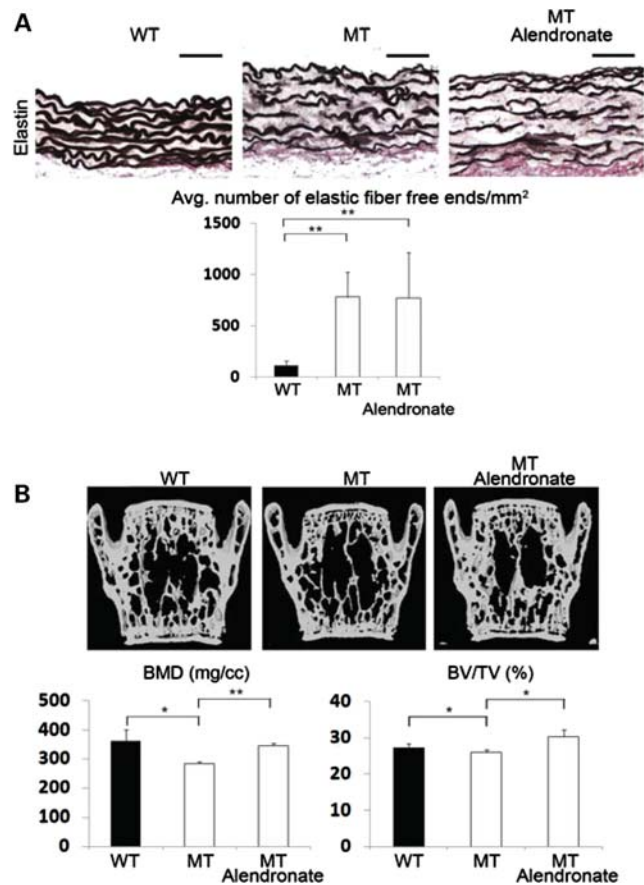 A
WT
MT
MT
Alendronate
Elastin
Avg. number of elastic fiber free ends/mm²
**
**
1500
1000
500
0
WT
MT
MT
Alendronate
B
WT
MT
MT
Alendronate
BMD (mg/cc)
500
400
300
200
100
0
*
**
WT
MT
MT
Alendronate
BV/TV (%)
40
30
20
10
0
*
*
WT
MT
MT
Alendronate